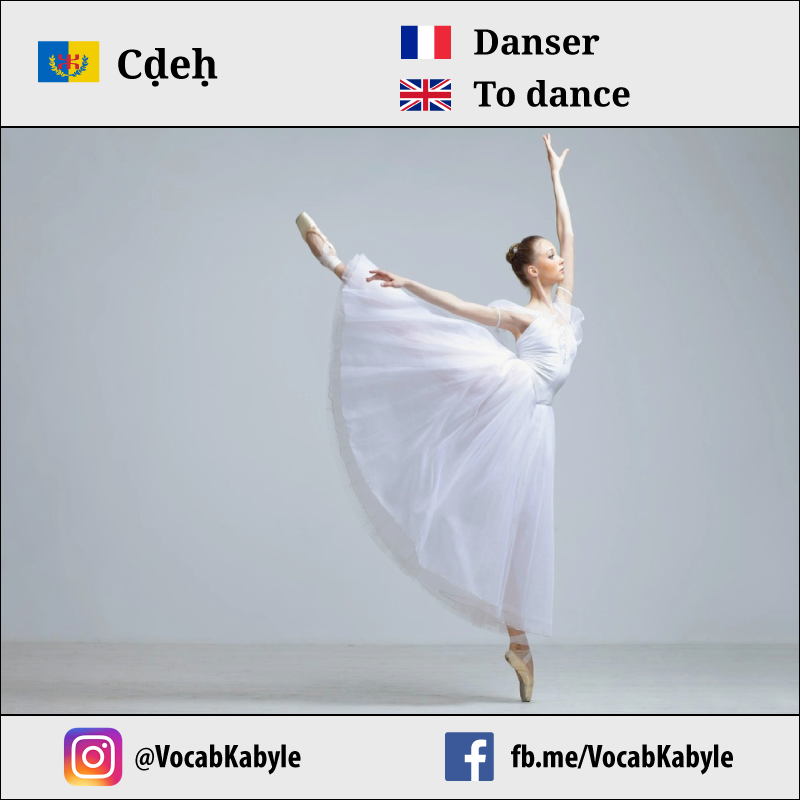 Cḍeḥ
Danser
To dance
@VocabKabyle
fb.me/VocabKabyle